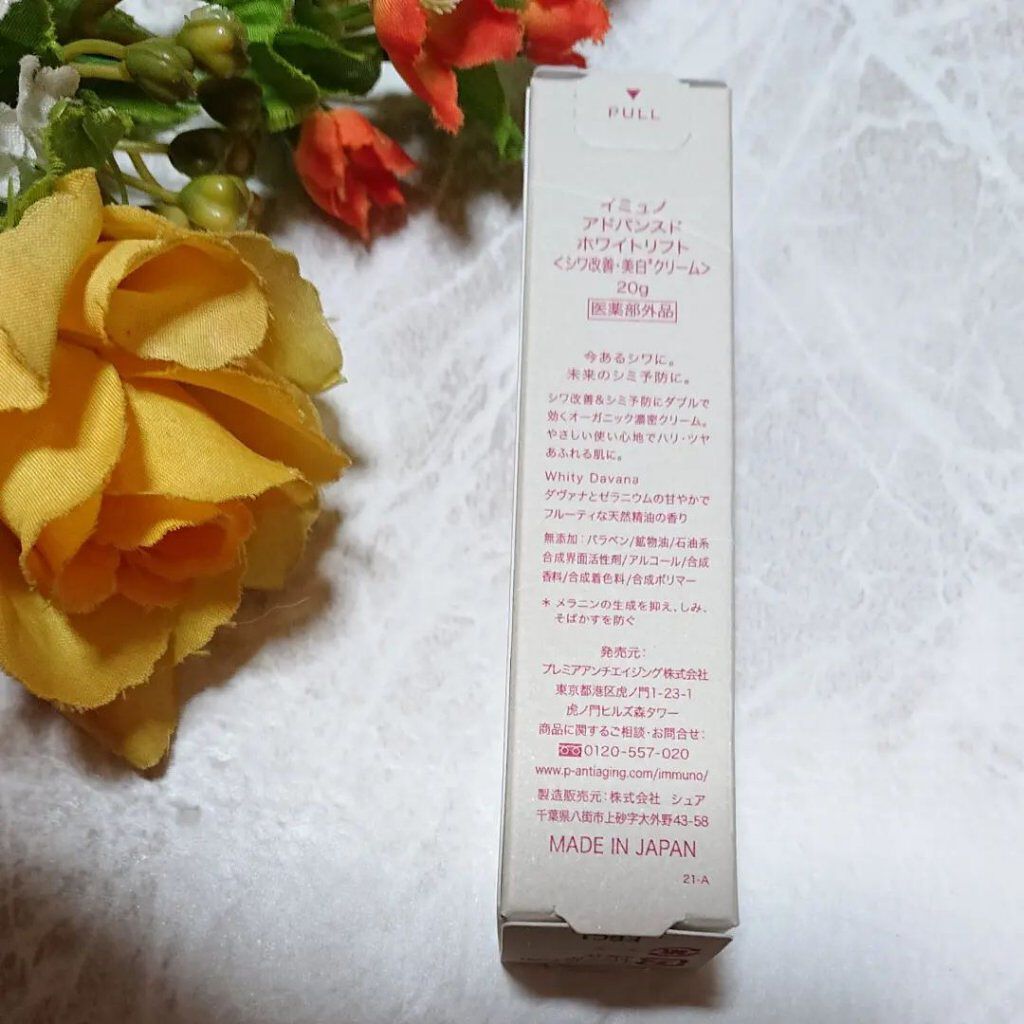 PULL
イミュノ
アドバンスド
ホワイトリフト
<シワ改善・美白*クリーム>
20g
医薬部外品
今あるシワに。
未来のシミ予防に。
シワ改善&シミ予防にダブルで
効くオーガニック濃密クリーム。
やさしい使い心地でハリ・ツヤ
あふれる肌に。
Whity Davana
ダヴァナとゼラニウムの甘やかで
フルーティな天然精油の香り
無添加:パラベン/鉱物油/石油系
合成界面活性剤/アルコール/合成
香料/合成着色料/合成ポリマー
*メラニンの生成を抑え、しみ、
そばかすを防ぐ
発売元:
プレミアアンチエイジング株式会社
東京都港区虎ノ門1-23-1
虎ノ門ヒルズ森タワー
商品に関するご相談・お問合せ:
0120-557-020
www.p-antiaging.com/immuno/
製造販売元:株式会社 シュア
千葉県八街市上砂字大外野43-58
MADE IN JAPAN
21-A